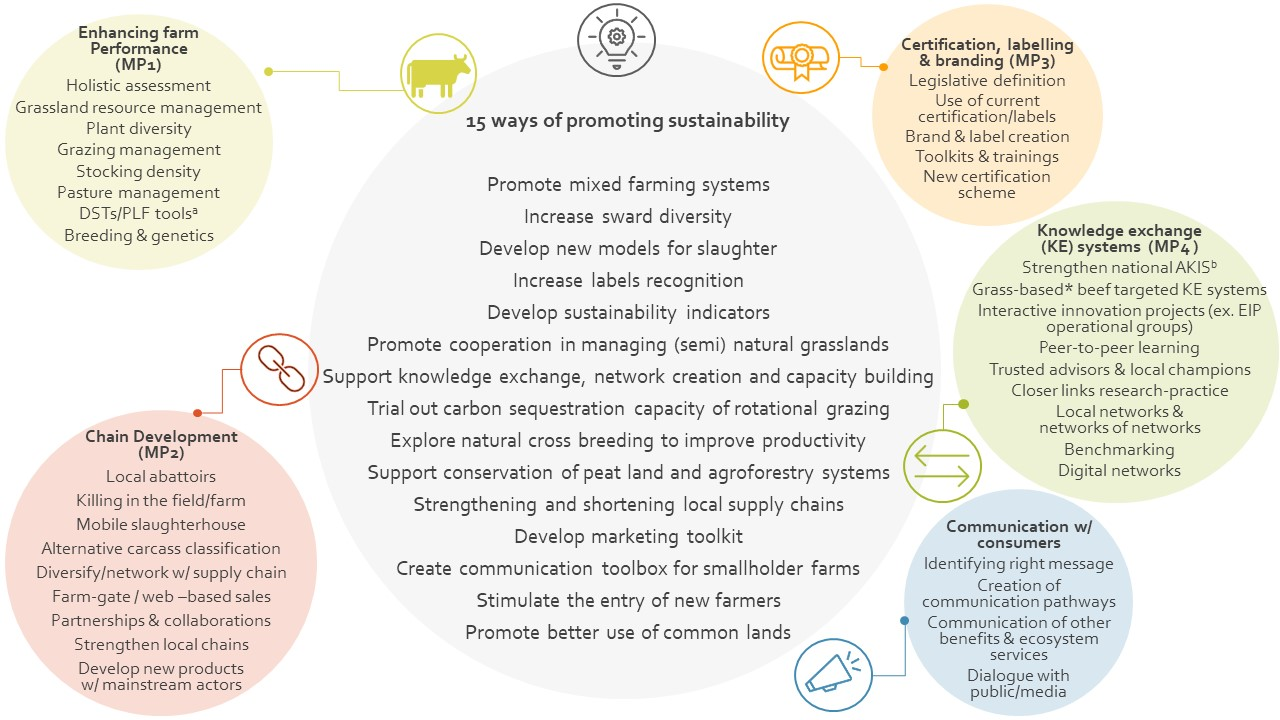 Enhancing farm
Performance
(MP1)
Holistic assessment
Grassland resource management
Plant diversity
Grazing management
Stocking density
Pasture management
DSTs/PLF toolsª
Breeding & genetics
Chain Development
(MP2)
Local abattoirs
Killing in the field/farm
Mobile slaughterhouse
Alternative carcass classification
Diversify/network w/ supply chain
Farm-gate / web –based sales
Partnerships & collaborations
Strengthen local chains
Develop new products
w/ mainstream actors
15 ways of promoting sustainability
Promote mixed farming systems
Increase sward diversity
Develop new models for slaughter
Increase labels recognition
Develop sustainability indicators
Promote cooperation in managing (semi) natural grasslands
Support knowledge exchange, network creation and capacity building
Trial out carbon sequestration capacity of rotational grazing
Explore natural cross breeding to improve productivity
Support conservation of peat land and agroforestry systems
Strengthening and shortening local supply chains
Develop marketing toolkit
Create communication toolbox for smallholder farms
Stimulate the entry of new farmers
Promote better use of common lands
Certification, labelling
& branding (MP3)
Legislative definition
Use of current
certification/labels
Brand & label creation
Toolkits & trainings
New certification
scheme
Knowledge exchange
(KE) systems (MP4)
Strengthen national AKISᵇ
Grass-based* beef targeted KE systems
Interactive innovation projects (ex. EIP
operational groups)
Peer-to-peer learning
Trusted advisors & local champions
Closer links research-practice
Local networks &
networks of networks
Benchmarking
Digital networks
Communication w/
consumers
Identifying right message
Creation of
communication pathways
Communication of other
benefits & ecosystem
services
Dialogue with
public/media